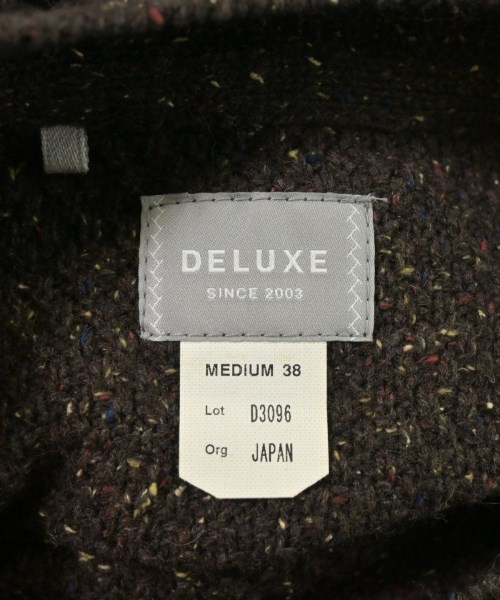 DELUXE
SINCE 2003
MEDIUM 38
Lot D3096
Org JAPAN